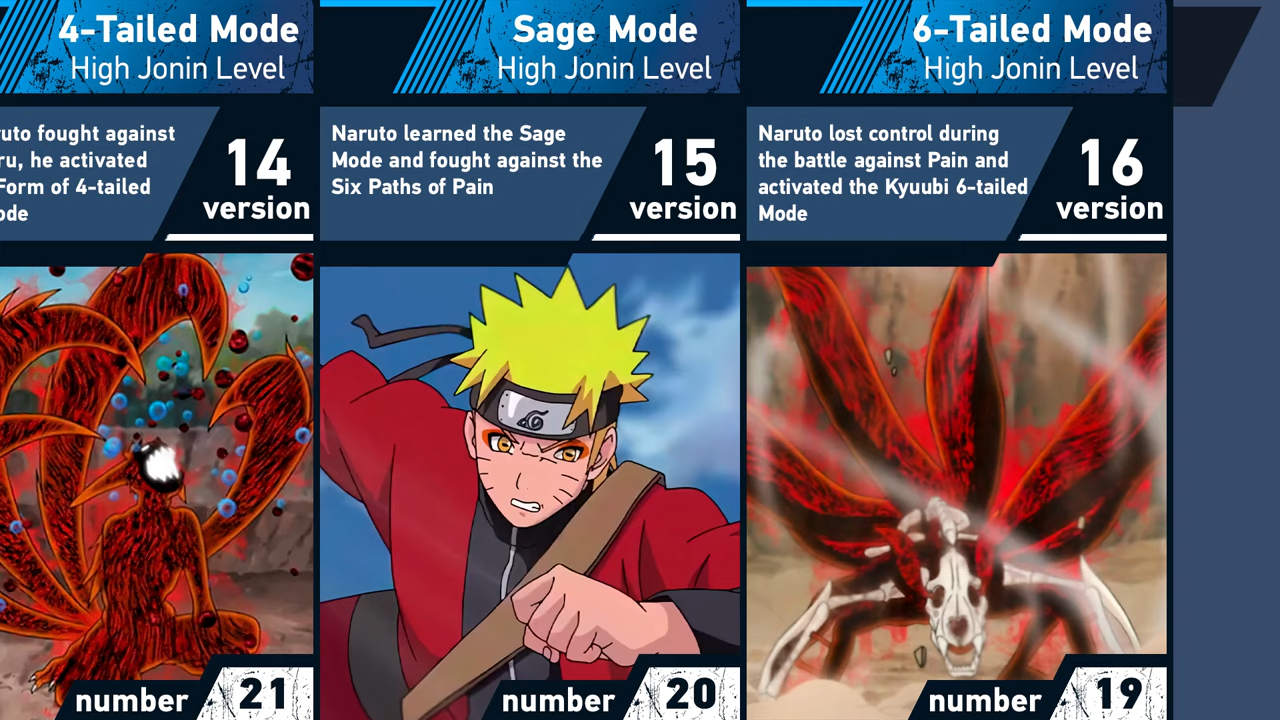 4-Tailed Mode
High Jonin Level
fought against
he activated
Form of 4-tailed
14
version
number
21
Sage Mode
High Jonin Level
Naruto learned the Sage
Mode and fought against the
Six Paths of Pain
15
version
number
20
6-Tailed Mode
High Jonin Level
Naruto lost control during
the battle against Pain and
activated the Kyuubi 6-tailed
Mode
16
version
number
19